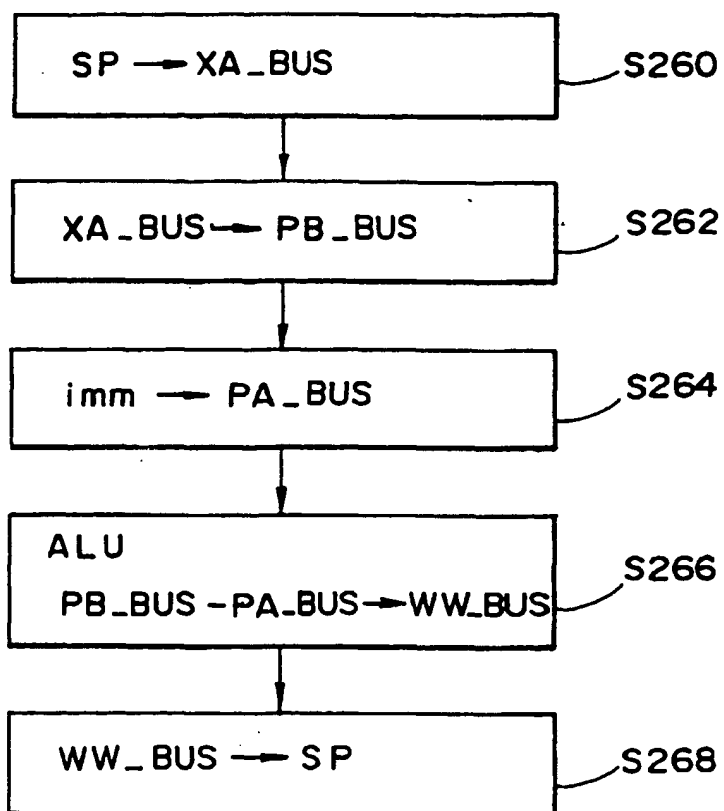 SP → XA_BUS
S260
XA_BUS → PB_BUS
S262
imm → PA_BUS
S264
ALU
PB_BUS - PA_BUS → WW_BUS
S266
WW_BUS → SP
S268